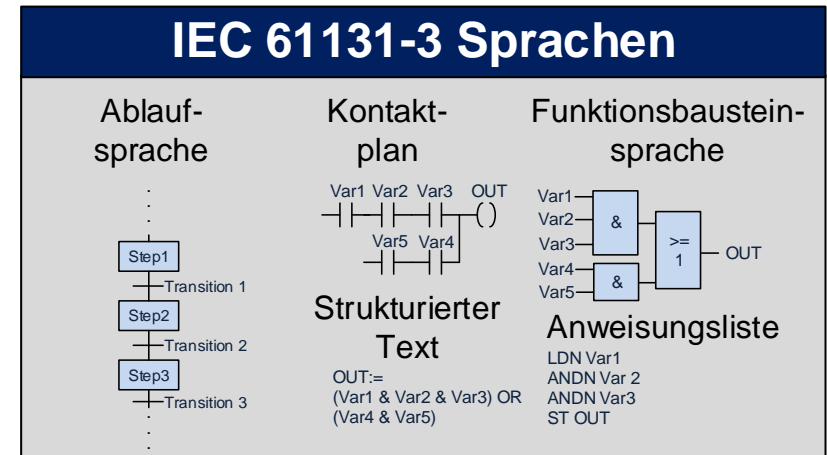 IEC 61131-3 Sprachen
Ablauf-
sprache
Step1
Transition 1
Step2
Transition 2
Step3
Transition 3
Kontakt-
plan
Var1 Var2 Var3 OUT
Var5 Var4
Funktionsbaustein-
sprache
Var1
Var2
Var3
&
Var4
Var5
&
>=
1
OUT
Strukturierter
Text
OUT:=
(Var1 & Var2 & Var3) OR
(Var4 & Var5)
Anweisungsliste
LDN Var1
ANDN Var 2
ANDN Var3
ST OUT